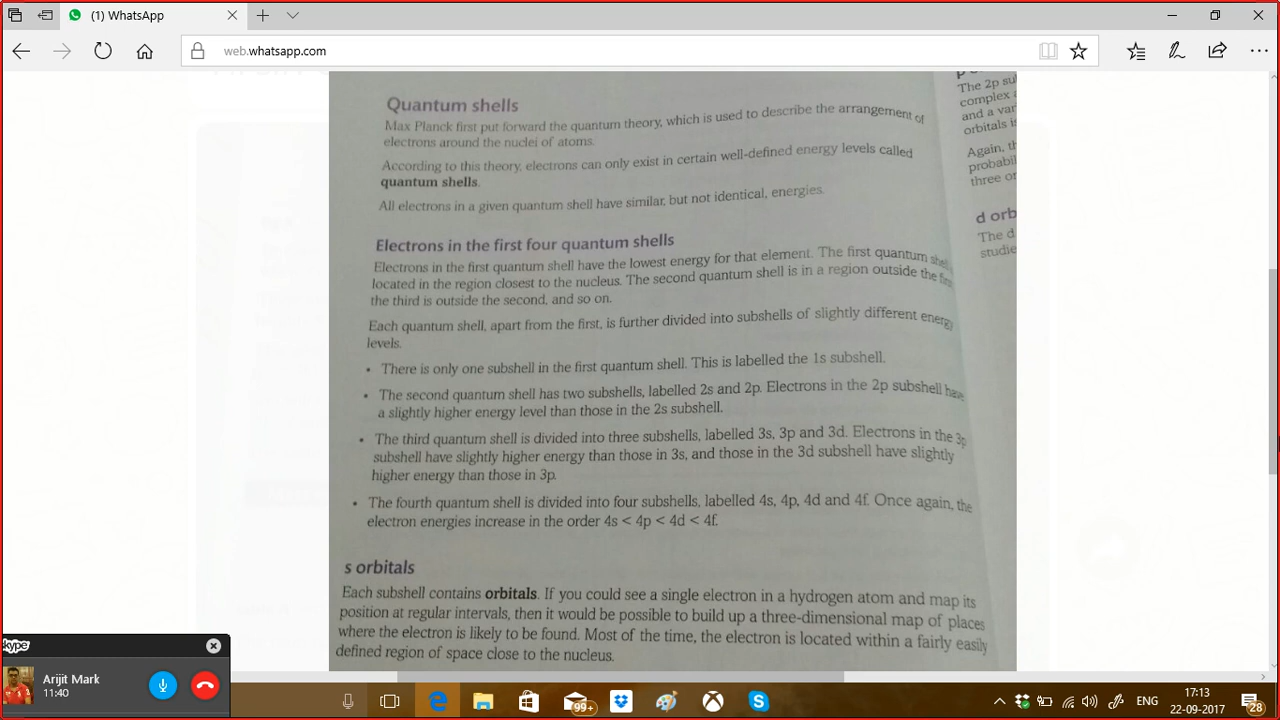 (1) WhatsApp
web.whatsapp.com
Quantum shells
Max Planck first put forward the quantum theory, which is used to describe the arrangement of
electrons around the nuclei of atoms.
According to this theory, electrons can only exist in certain well-defined energy levels called
quantum shells.
All electrons in a given quantum shell have similar, but not identical, energies.
Electrons in the first four quantum shells
Electrons in the first quantum shell have the lowest energy for that element. The first quantum
located in the region closest to the nucleus. The second quantum shell is in a region outside the
the third is outside the second, and so on.
Each quantum shell, apart from the first, is further divided into subshells of slightly different energy
levels.
• There is only one subshell in the first quantum shell. This is labelled the 1s subshell.
• The second quantum shell has two subshells, labelled 2s and 2p. Electrons in the 2p subshell have
a slightly higher energy level than those in the 2s subshell.
• The third quantum shell is divided into three subshells, labelled 3s, 3p and 3d. Electrons in the 3p
subshell have slightly higher energy than those in 3s, and those in the 3d subshell have slightly
higher energy than those in 3p.
• The fourth quantum shell is divided into four subshells, labelled 4s, 4p, 4d and 4f. Once again, the
electron energies increase in the order 4s < 4p < 4d < 4f.
s orbitals
Each subshell contains orbitals. If you could see a single electron in a hydrogen atom and map its
position at regular intervals, then it would be possible to build up a three-dimensional map of places
where the electron is likely to be found. Most of the time, the electron is located within a fairly easily
defined region of space close to the nucleus.
The 2p su
complex
and a var
orbitals i
Again, th
probabil
three or
d orb
The d
studie
skype
Arijit Mark
11:40
99+
ENG
17:13
22-09-2017
28